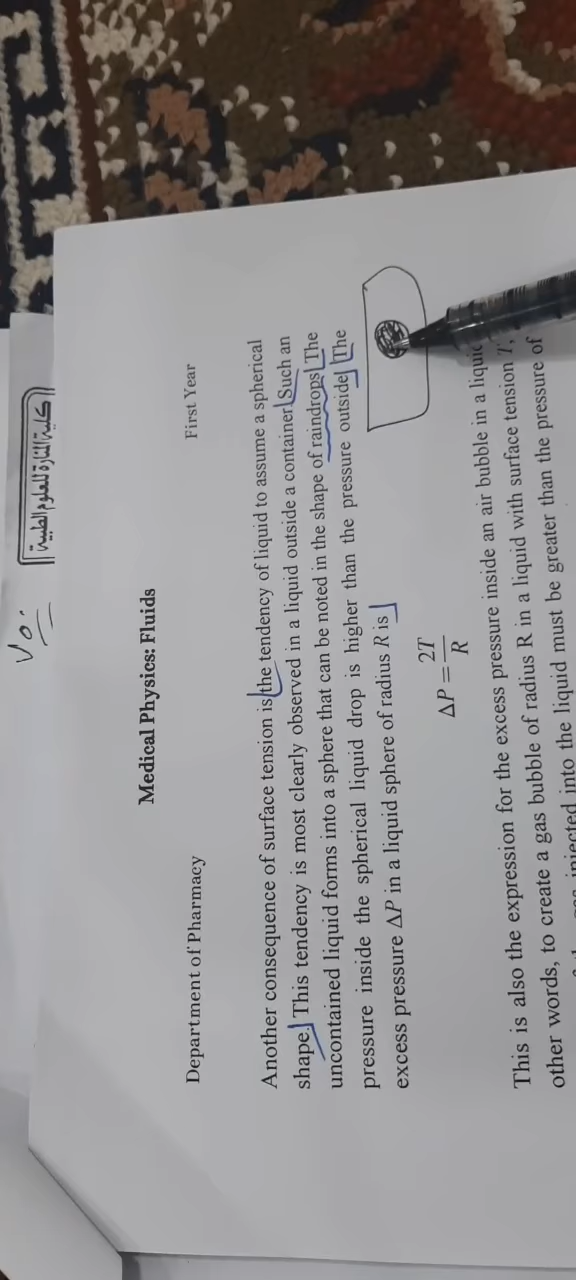 كلية المنارة للعلوم الطبية
Medical Physics: Fluids
Department of Pharmacy First Year
Another consequence of surface tension is the tendency of liquid to assume a spherical
shape. This tendency is most clearly observed in a liquid outside a container. Such an
uncontained liquid forms into a sphere that can be noted in the shape of raindrops. The
pressure inside the spherical liquid drop is higher than the pressure outside. The
excess pressure ΔP in a liquid sphere of radius R is
ΔP = 2T/R
This is also the expression for the excess pressure inside an air bubble in a
other words, to create a gas bubble of radius R in a liquid with surface tension T,
injected into the liquid must be greater than the pressure of